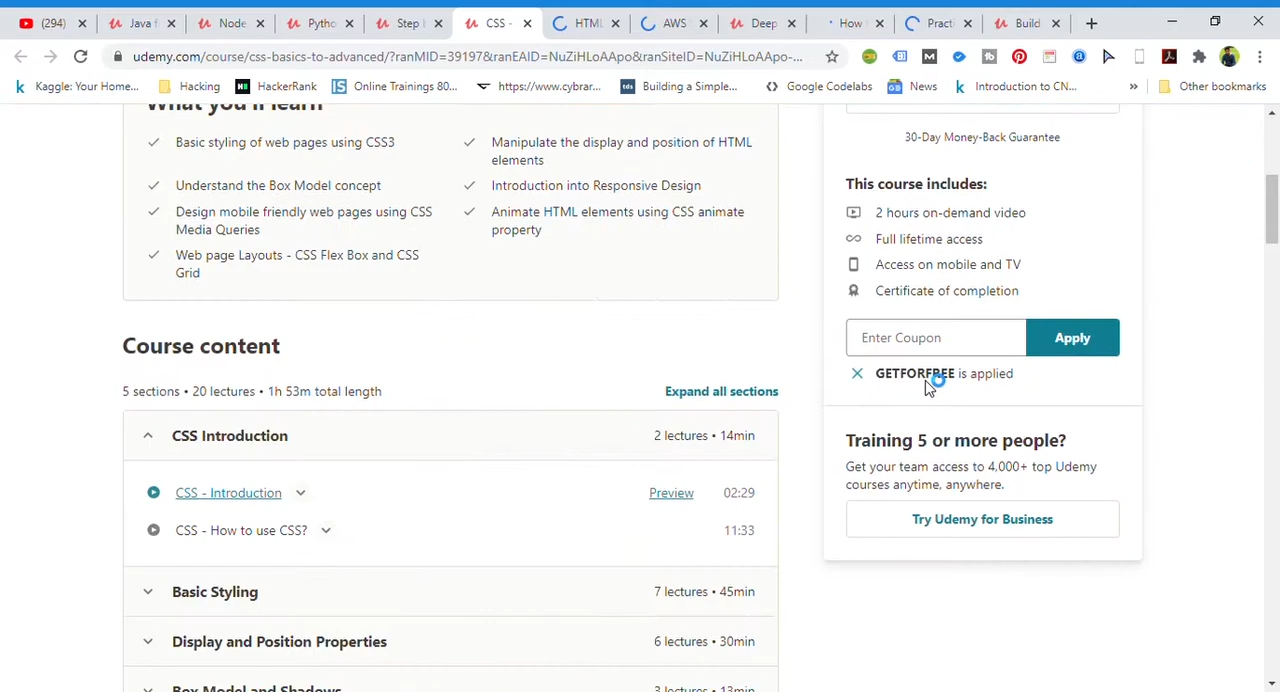 (294)
Java f
Node
Pytho
Step I
CSS -
HTML
AWS
Deep
How
Practi
Build
udemy.com/course/css-basics-to-advanced/?ranMID=39197&ranEAID=NuZiHLoAApo&ranSiteID=NuZiHLoAApo-...
Kaggle: Your Home...
Hacking
HackerRank
Online Trainings 80...
https://www.cybrar...
Building a Simple...
Google Codelabs
News
Introduction to CN...
»
Other bookmarks
What you'll learn
Basic styling of web pages using CSS3
Understand the Box Model concept
Design mobile friendly web pages using CSS
Media Queries
Web page Layouts - CSS Flex Box and CSS
Grid
Manipulate the display and position of HTML
elements
Introduction into Responsive Design
Animate HTML elements using CSS animate
property
Course content
5 sections • 20 lectures • 1h 53m total length
Expand all sections
CSS Introduction
2 lectures • 14min
CSS - Introduction
Preview
02:29
CSS - How to use CSS?
11:33
Basic Styling
7 lectures • 45min
Display and Position Properties
6 lectures • 30min
Box Model and Shadows
3 lectures • 13min
30-Day Money-Back Guarantee
This course includes:
2 hours on-demand video
Full lifetime access
Access on mobile and TV
Certificate of completion
Enter Coupon
Apply
GETFORFREE is applied
Training 5 or more people?
Get your team access to 4,000+ top Udemy
courses anytime, anywhere.
Try Udemy for Business